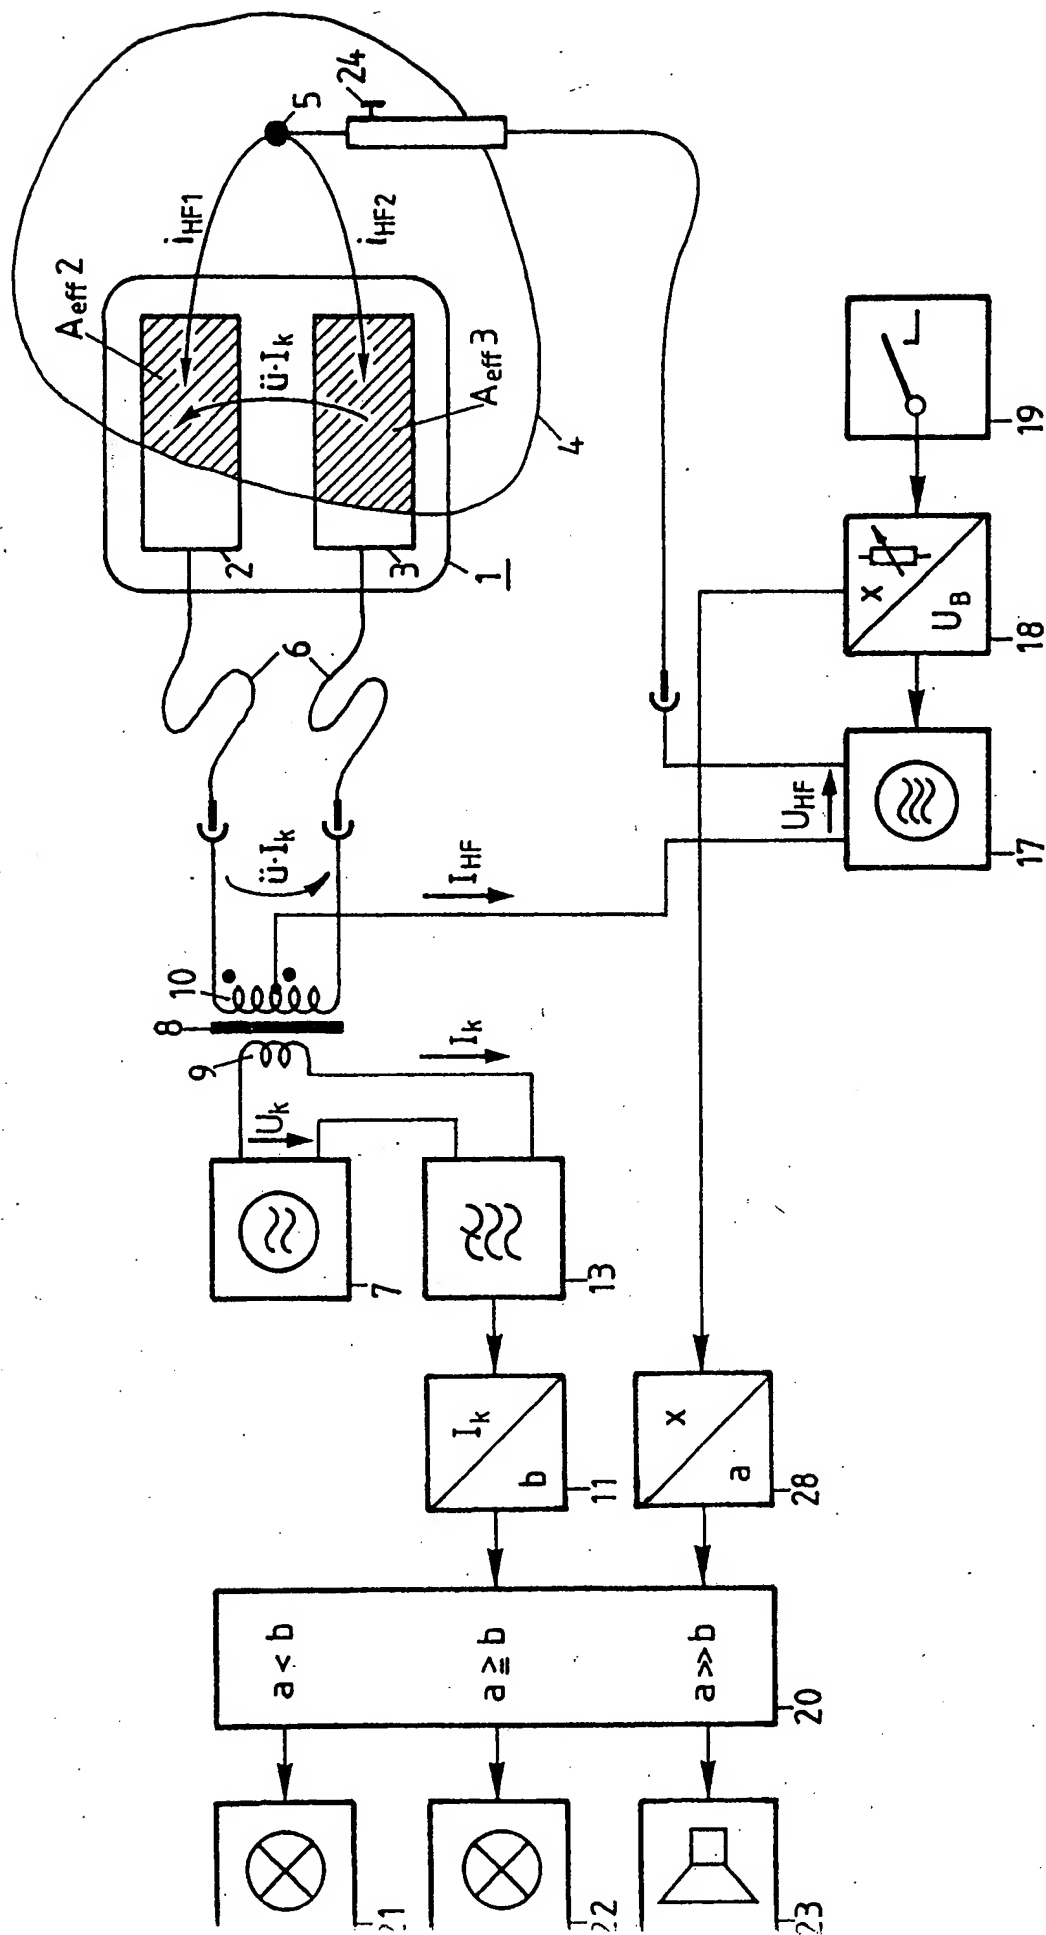 24
5
i_HF1
i_HF2
A_eff 2
ü·I_k
A_eff 3
4
2
3
1
6
ü·I_k
I_HF
10
8
9
I_k
U_k
7
13
I_k
b
11
x
a
28
a < b
a ≧ b
a >> b
20
21
22
23
U_HF
17
x
U_B
18
19